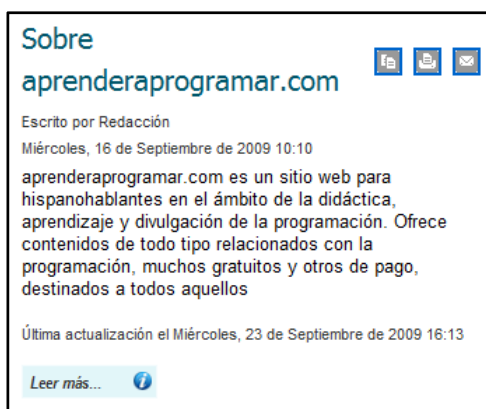 Sobre
aprenderaprogramar.com
Escrito por Redacción
Miércoles, 16 de Septiembre de 2009 10:10
aprenderaprogramar.com es un sitio web para
hispanohablantes en el ámbito de la didáctica,
aprendizaje y divulgación de la programación. Ofrece
contenidos de todo tipo relacionados con la
programación, muchos gratuitos y otros de pago,
destinados a todos aquellos
Última actualización el Miércoles, 23 de Septiembre de 2009 16:13
Leer más...